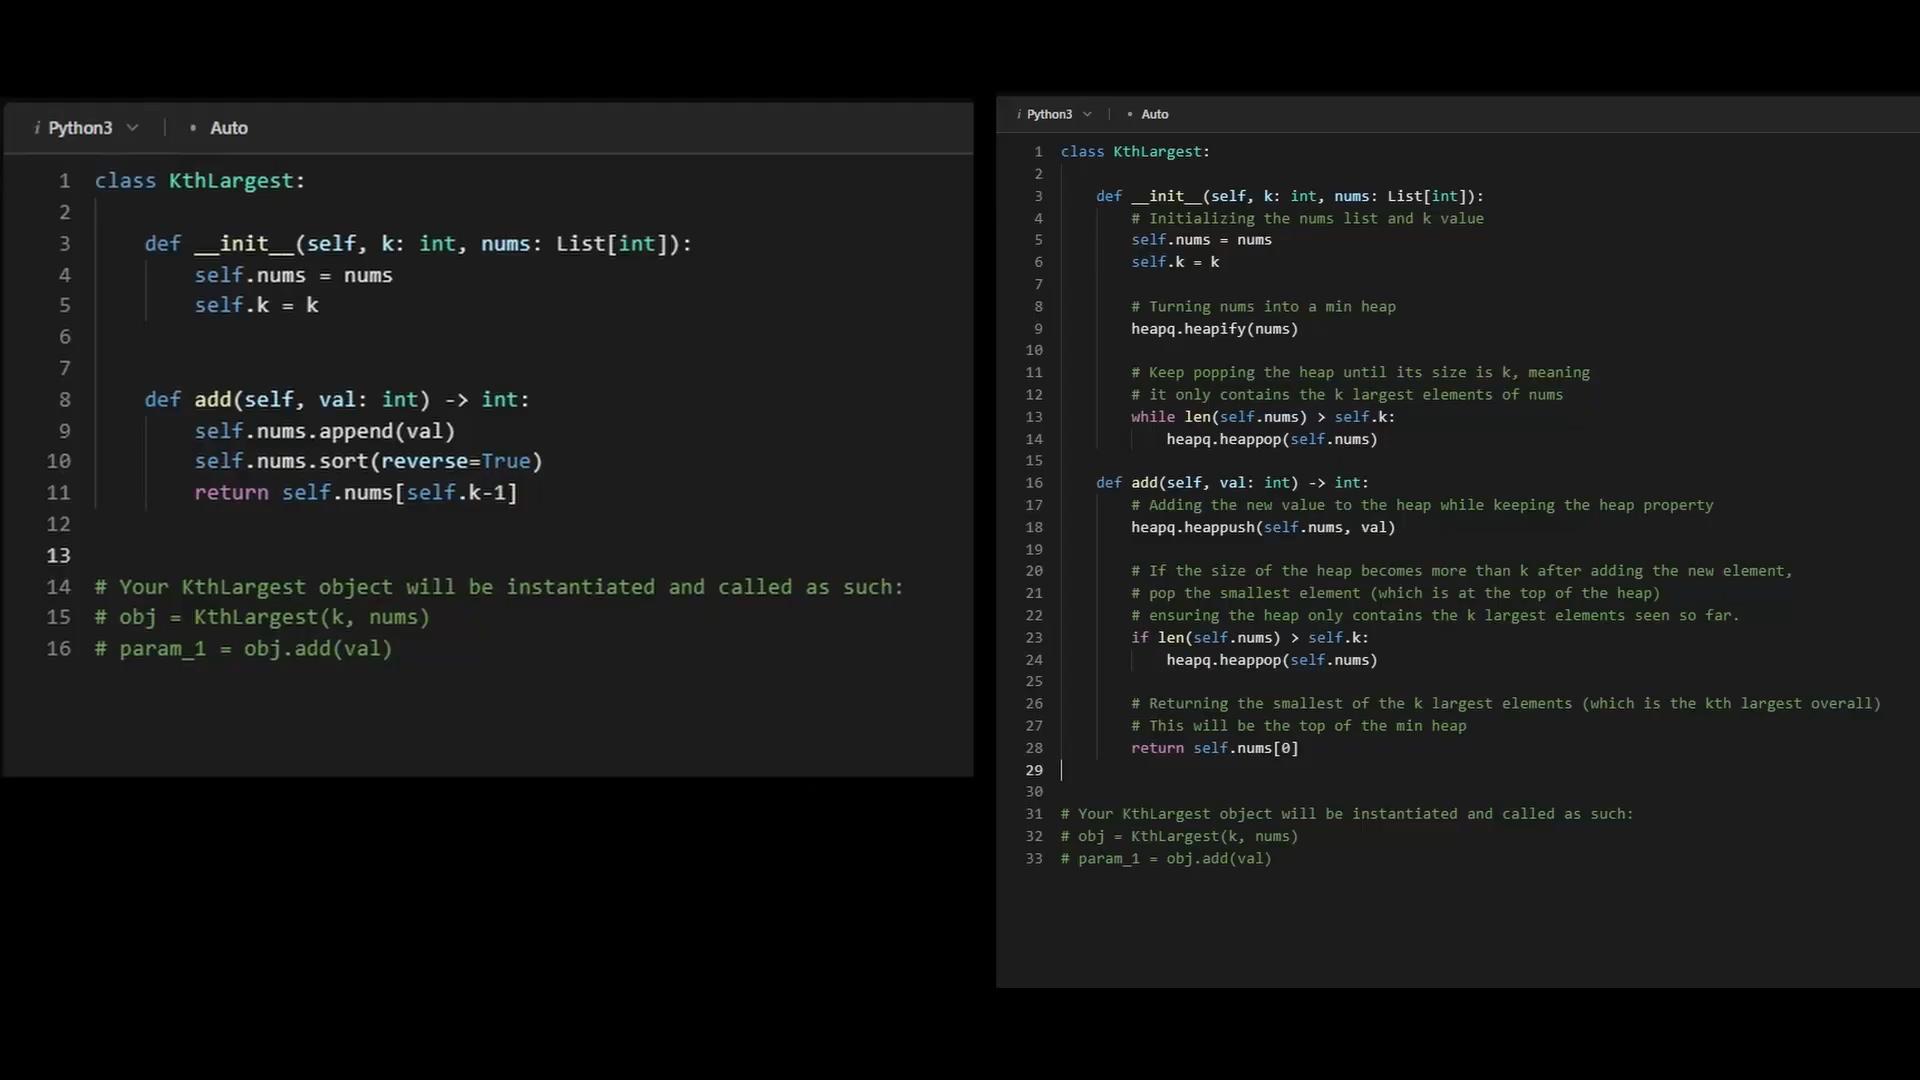 i Python3 • Auto
1 class KthLargest:
2
3 def __init__(self, k: int, nums: List[int]):
4 self.nums = nums
5 self.k = k
6
7
8 def add(self, val: int) -> int:
9 self.nums.append(val)
10 self.nums.sort(reverse=True)
11 return self.nums[self.k-1]
12
13
14 # Your KthLargest object will be instantiated and called as such:
15 # obj = KthLargest(k, nums)
16 # param_1 = obj.add(val)
i Python3 • Auto
1 class KthLargest:
2
3 def __init__(self, k: int, nums: List[int]):
4 # Initializing the nums list and k value
5 self.nums = nums
6 self.k = k
7
8 # Turning nums into a min heap
9 heapq.heapify(nums)
10
11 # Keep popping the heap until its size is k, meaning
12 # it only contains the k largest elements of nums
13 while len(self.nums) > self.k:
14 heapq.heappop(self.nums)
15
16 def add(self, val: int) -> int:
17 # Adding the new value to the heap while keeping the heap property
18 heapq.heappush(self.nums, val)
19
20 # If the size of the heap becomes more than k after adding the new element,
21 # pop the smallest element (which is at the top of the heap)
22 # ensuring the heap only contains the k largest elements seen so far.
23 if len(self.nums) > self.k:
24 heapq.heappop(self.nums)
25
26 # Returning the smallest of the k largest elements (which is the kth largest overall)
27 # This will be the top of the min heap
28 return self.nums[0]
29
30
31 # Your KthLargest object will be instantiated and called as such:
32 # obj = KthLargest(k, nums)
33 # param_1 = obj.add(val)